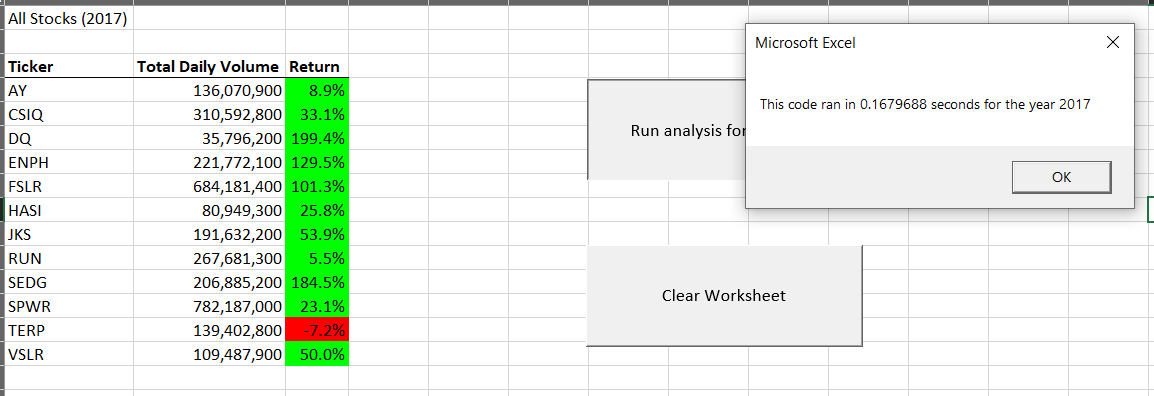 All Stocks (2017)
Microsoft Excel
Ticker Total Daily Volume Return
AY 136,070,900 8.9%
This code ran in 0.1679688 seconds for the year 2017
CSIQ 310,592,800 33.1%
DQ 35,796,200 199.4%
Run analysis for
ENPH 221,772,100 129.5%
OK
FSLR 684,181,400 101.3%
HASI 80,949,300 25.8%
JKS 191,632,200 53.9%
RUN 267,681,300 5.5%
SEDG 206,885,200 184.5%
Clear Worksheet
SPWR 782,187,000 23.1%
TERP 139,402,800 -7.2%
VSLR 109,487,900 50.0%